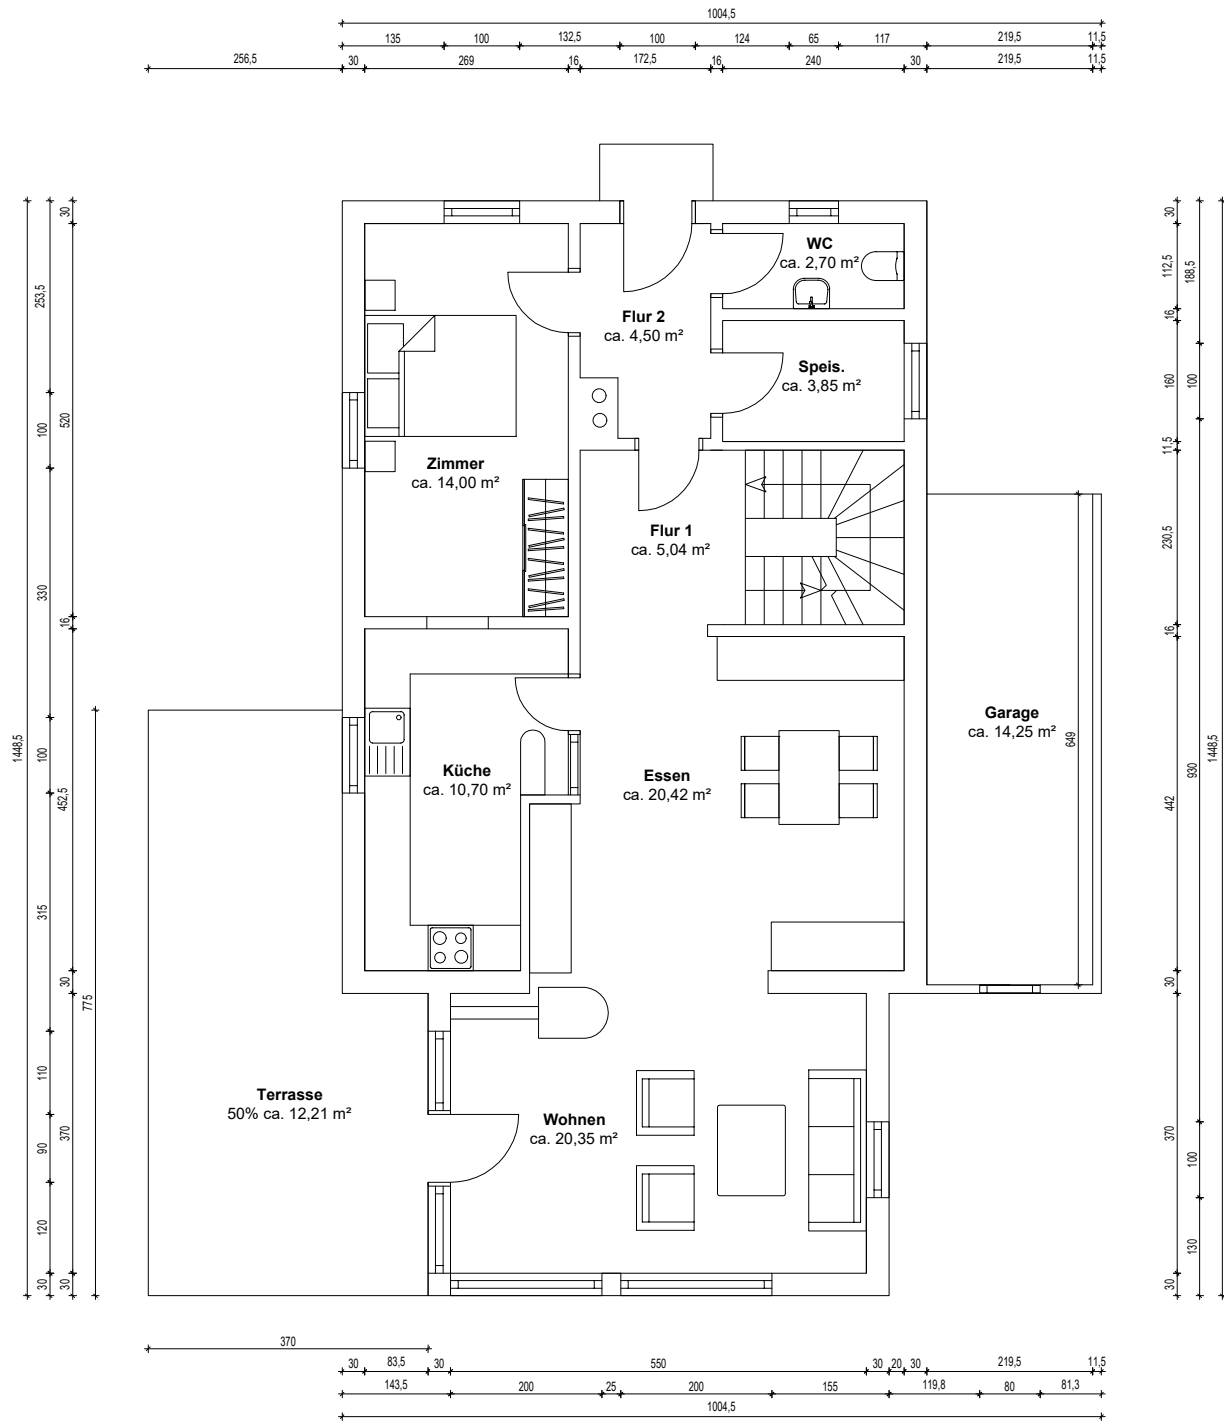 1004,5
135 100 132,5 100 124 65 117 219,5 11,5
256,5 30 269 16 172,5 16 240 30 219,5 11,5
WC
ca. 2,70 m²
Flur 2
ca. 4,50 m²
Speis.
ca. 3,85 m²
Zimmer
ca. 14,00 m²
Flur 1
ca. 5,04 m²
Garage
ca. 14,25 m²
649
Küche
ca. 10,70 m²
Essen
ca. 20,42 m²
Terrasse
50% ca. 12,21 m²
Wohnen
ca. 20,35 m²
1448,5
253,5 100 330 100 315 110 90 120 30
30 520 16 452,5 30 370 30
775
30 112,5 16 160 11,5 230,5 16 442 30 370 30
188,5 100 930 100 130
1448,5
370
30 83,5 30 550 30 20 30 219,5 11,5
143,5 200 25 200 155 119,8 80 81,3
1004,5